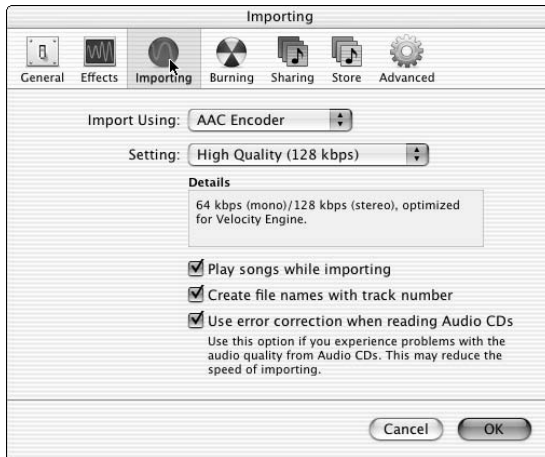 Importing
General Effects Importing Burning Sharing Store Advanced
Import Using: AAC Encoder
Setting: High Quality (128 kbps)
Details
64 kbps (mono)/128 kbps (stereo), optimized
for Velocity Engine.
Play songs while importing
Create file names with track number
Use error correction when reading Audio CDs
Use this option if you experience problems with the
audio quality from Audio CDs. This may reduce the
speed of importing.
Cancel OK